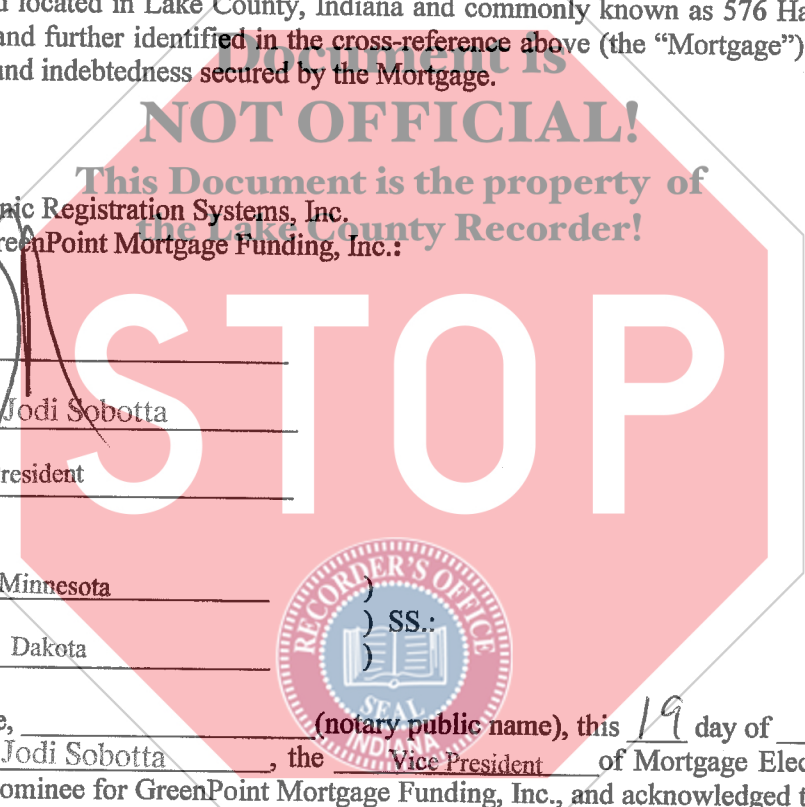 located in Lake County, Indiana and commonly known as 576 Ha
and further identified in the cross-reference above (the “Mortgage”)
and indebtedness secured by the Mortgage.
Document is
NOT OFFICIAL!
This Document is the property of
the Lake County Recorder!
nic Registration Systems, Inc.
reenPoint Mortgage Funding, Inc.:
STOP
Jodi Sobotta
resident
Minnesota )
) SS.:
Dakota )
RECORDER'S OFFICE
SEAL
INDIANA
e, (notary public name), this 19 day of
Jodi Sobotta, the Vice President of Mortgage Elec
ominee for GreenPoint Mortgage Funding, Inc., and acknowledged t